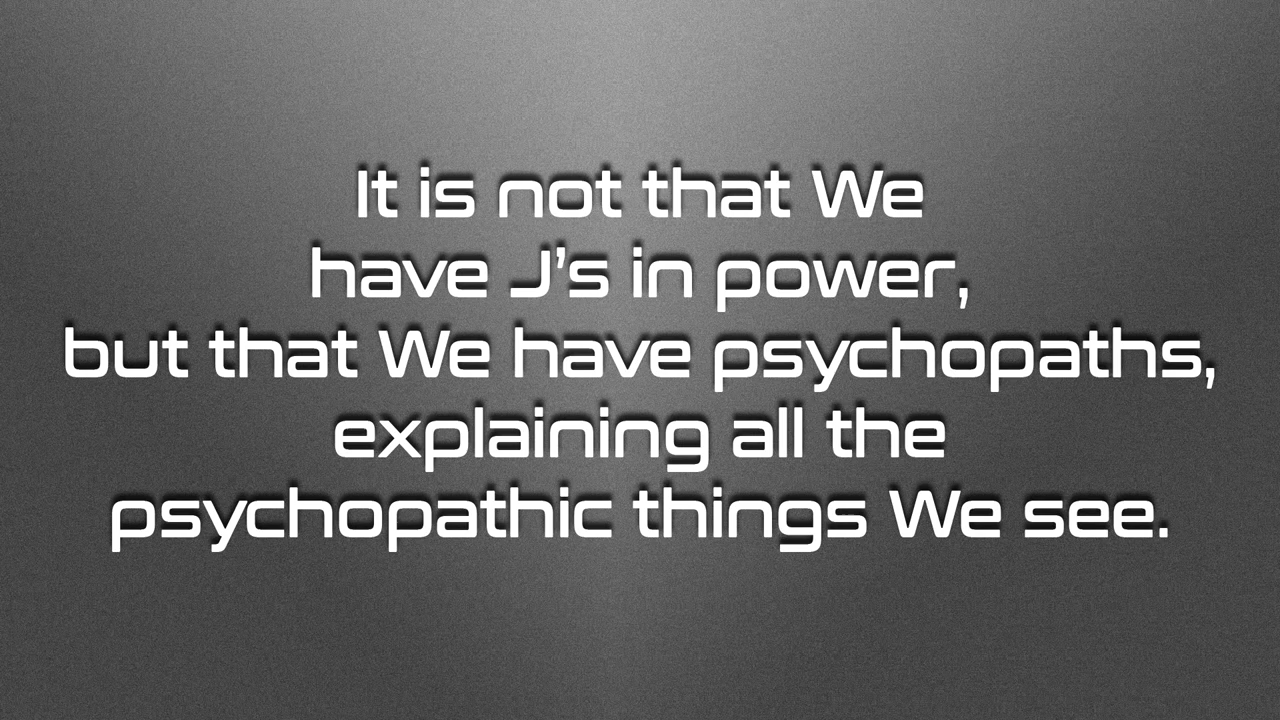 It is not that We
have J's in power,
but that We have psychopaths,
explaining all the
psychopathic things We see.